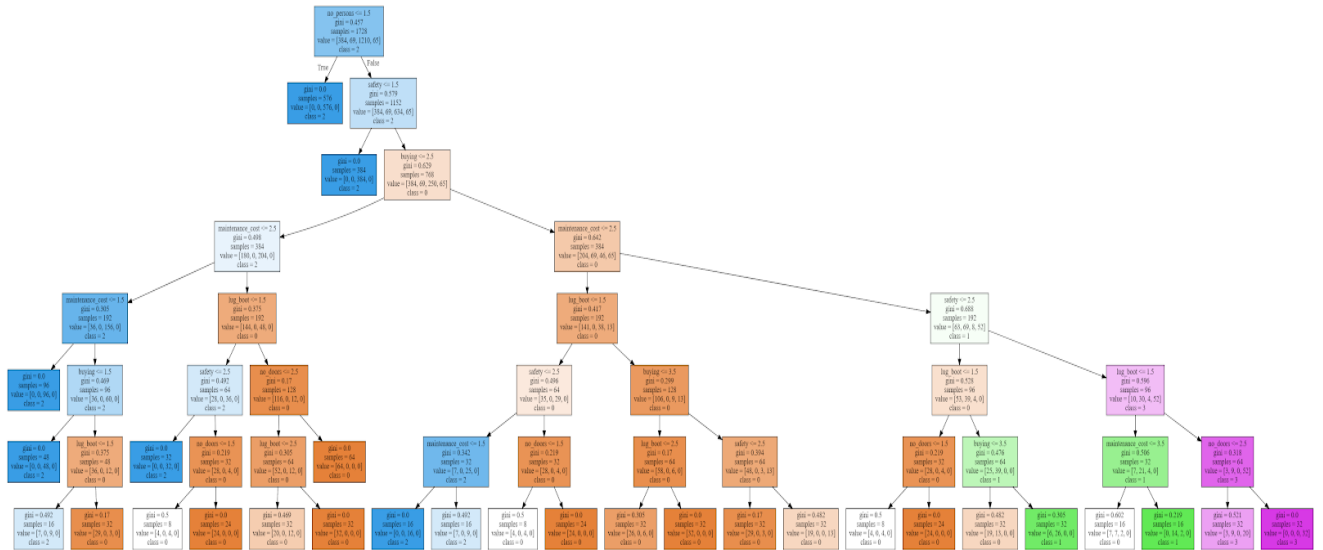 no_persons <= 1.5
gini = 0.457
samples = 1728
value = [384, 69, 1210, 65]
class = 2
True
False
gini = 0.0
samples = 576
value = [0, 0, 576, 0]
class = 2
safety <= 1.5
gini = 0.579
samples = 1152
value = [384, 69, 634, 65]
class = 2
gini = 0.0
samples = 384
value = [0, 0, 384, 0]
class = 2
buying <= 2.5
gini = 0.629
samples = 768
value = [384, 69, 250, 65]
class = 0
maintenance_cost <= 2.5
gini = 0.498
samples = 384
value = [180, 0, 204, 0]
class = 2
maintenance_cost <= 2.5
gini = 0.642
samples = 384
value = [204, 69, 46, 65]
class = 0
maintenance_cost <= 1.5
gini = 0.305
samples = 192
value = [36, 0, 156, 0]
class = 2
lug_boot <= 1.5
gini = 0.375
samples = 192
value = [144, 0, 48, 0]
class = 0
lug_boot <= 1.5
gini = 0.417
samples = 192
value = [141, 0, 38, 13]
class = 0
safety <= 2.5
gini = 0.688
samples = 192
value = [63, 69, 8, 52]
class = 1
gini = 0.0
samples = 96
value = [0, 0, 96, 0]
class = 2
buying <= 1.5
gini = 0.469
samples = 96
value = [36, 0, 60, 0]
class = 2
safety <= 2.5
gini = 0.492
samples = 64
value = [28, 0, 36, 0]
class = 2
no_doors <= 2.5
gini = 0.17
samples = 128
value = [116, 0, 12, 0]
class = 0
safety <= 2.5
gini = 0.496
samples = 64
value = [35, 0, 29, 0]
class = 0
buying <= 3.5
gini = 0.299
samples = 128
value = [106, 0, 9, 13]
class = 0
lug_boot <= 1.5
gini = 0.528
samples = 96
value = [53, 39, 4, 0]
class = 0
lug_boot <= 1.5
gini = 0.596
samples = 96
value = [10, 30, 4, 52]
class = 3
gini = 0.0
samples = 48
value = [0, 0, 48, 0]
class = 2
lug_boot <= 1.5
gini = 0.375
samples = 48
value = [36, 0, 12, 0]
class = 0
gini = 0.0
samples = 32
value = [0, 0, 32, 0]
class = 2
no_doors <= 1.5
gini = 0.219
samples = 32
value = [28, 0, 4, 0]
class = 0
lug_boot <= 2.5
gini = 0.305
samples = 64
value = [52, 0, 12, 0]
class = 0
gini = 0.0
samples = 64
value = [64, 0, 0, 0]
class = 0
maintenance_cost <= 1.5
gini = 0.342
samples = 32
value = [7, 0, 25, 0]
class = 2
no_doors <= 1.5
gini = 0.219
samples = 32
value = [28, 0, 4, 0]
class = 0
lug_boot <= 2.5
gini = 0.17
samples = 64
value = [58, 0, 6, 0]
class = 0
safety <= 2.5
gini = 0.394
samples = 64
value = [48, 0, 3, 13]
class = 0
no_doors <= 1.5
gini = 0.219
samples = 32
value = [28, 0, 4, 0]
class = 0
buying <= 3.5
gini = 0.476
samples = 64
value = [25, 39, 0, 0]
class = 1
maintenance_cost <= 3.5
gini = 0.506
samples = 32
value = [7, 21, 4, 0]
class = 1
no_doors <= 2.5
gini = 0.318
samples = 64
value = [3, 9, 0, 52]
class = 3
gini = 0.492
samples = 16
value = [7, 0, 9, 0]
class = 2
gini = 0.17
samples = 32
value = [29, 0, 3, 0]
class = 0
gini = 0.5
samples = 8
value = [4, 0, 4, 0]
class = 0
gini = 0.0
samples = 24
value = [24, 0, 0, 0]
class = 0
gini = 0.469
samples = 32
value = [20, 0, 12, 0]
class = 0
gini = 0.0
samples = 32
value = [32, 0, 0, 0]
class = 0
gini = 0.0
samples = 16
value = [0, 0, 16, 0]
class = 2
gini = 0.492
samples = 16
value = [7, 0, 9, 0]
class = 2
gini = 0.5
samples = 8
value = [4, 0, 4, 0]
class = 0
gini = 0.0
samples = 24
value = [24, 0, 0, 0]
class = 0
gini = 0.305
samples = 32
value = [26, 0, 6, 0]
class = 0
gini = 0.0
samples = 32
value = [32, 0, 0, 0]
class = 0
gini = 0.17
samples = 32
value = [29, 0, 3, 0]
class = 0
gini = 0.482
samples = 32
value = [19, 0, 0, 13]
class = 0
gini = 0.5
samples = 8
value = [4, 0, 4, 0]
class = 0
gini = 0.0
samples = 24
value = [24, 0, 0, 0]
class = 0
gini = 0.482
samples = 32
value = [19, 13, 0, 0]
class = 0
gini = 0.305
samples = 32
value = [6, 26, 0, 0]
class = 1
gini = 0.602
samples = 16
value = [7, 7, 2, 0]
class = 0
gini = 0.219
samples = 16
value = [0, 14, 2, 0]
class = 1
gini = 0.521
samples = 32
value = [3, 9, 0, 20]
class = 3
gini = 0.0
samples = 32
value = [0, 0, 0, 32]
class = 3